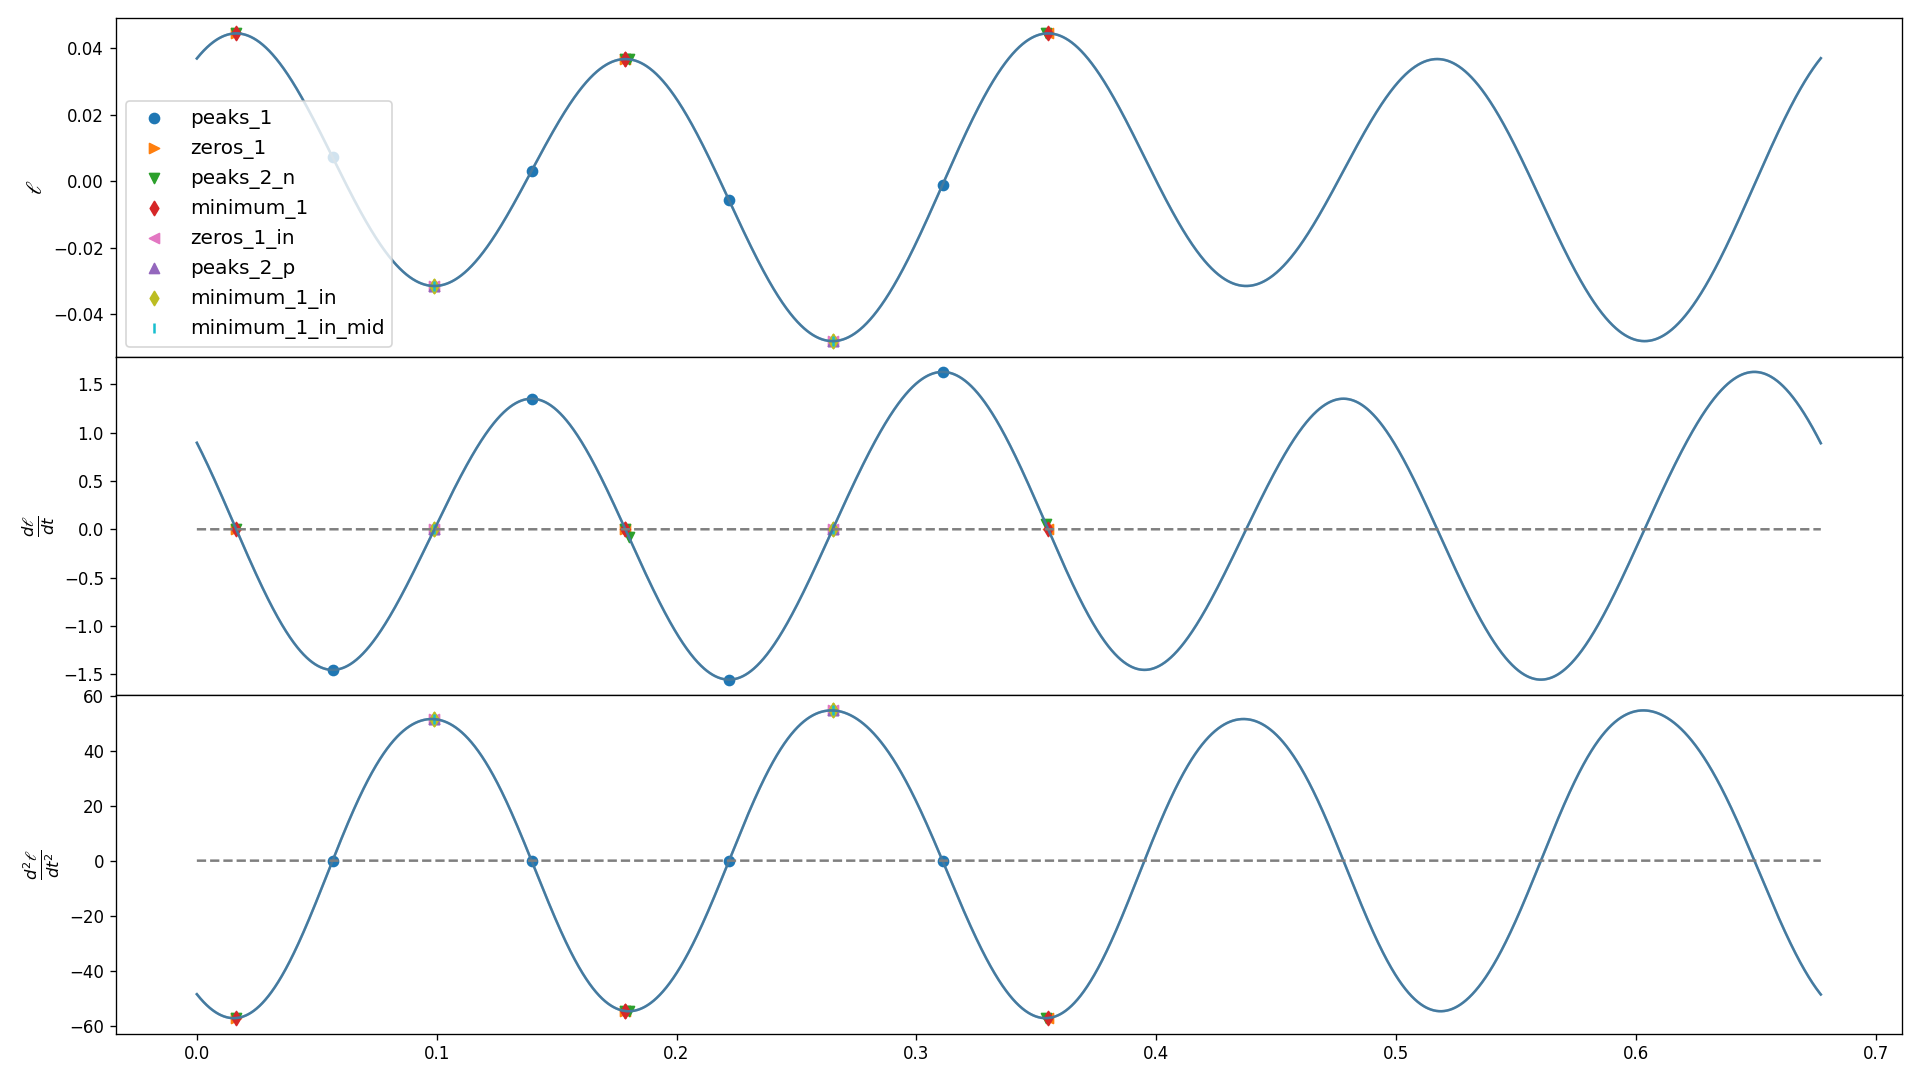 0.04
0.02
0.00
−0.02
−0.04
ℓ
peaks_1
zeros_1
peaks_2_n
minimum_1
zeros_1_in
peaks_2_p
minimum_1_in
minimum_1_in_mid
1.5
1.0
0.5
0.0
−0.5
−1.0
−1.5
dℓ
dt
60
40
20
0
−20
−40
−60
d²ℓ
dt²
0.0 0.1 0.2 0.3 0.4 0.5 0.6 0.7